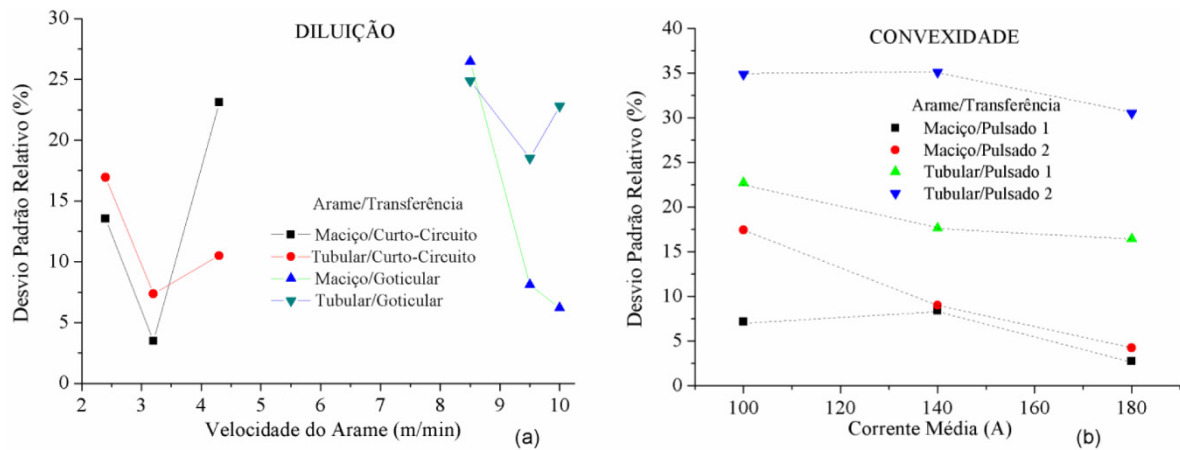 DILUIÇÃO
Desvio Padrão Relativo (%)
30
25
20
15
10
5
0
Arame/Transferência
Maciço/Curto-Circuito
Tubular/Curto-Circuito
Maciço/Goticular
Tubular/Goticular
2 3 4 5 6 7 8 9 10
Velocidade do Arame (m/min)
(a)
CONVEXIDADE
Desvio Padrão Relativo (%)
40
35
30
25
20
15
10
5
0
Arame/Transferência
Maciço/Pulsado 1
Maciço/Pulsado 2
Tubular/Pulsado 1
Tubular/Pulsado 2
100 120 140 160 180
Corrente Média (A)
(b)